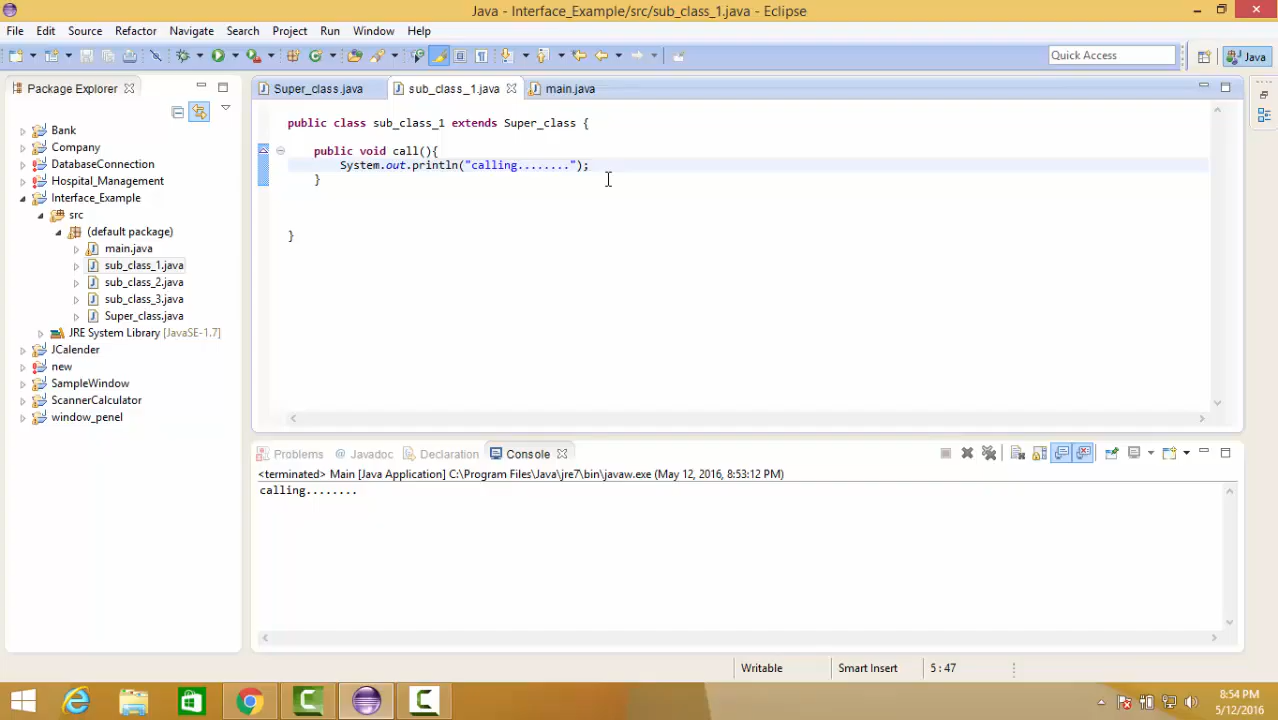 Java - Interface_Example/src/sub_class_1.java - Eclipse
File Edit Source Refactor Navigate Search Project Run Window Help
Quick Access
Java
Package Explorer
Super_class.java
sub_class_1.java
main.java
Bank
Company
DatabaseConnection
Hospital_Management
Interface_Example
src
(default package)
main.java
sub_class_1.java
sub_class_2.java
sub_class_3.java
Super_class.java
JRE System Library [JavaSE-1.7]
JCalender
new
SampleWindow
ScannerCalculator
window_penel
public class sub_class_1 extends Super_class {
public void call(){
System.out.println("calling........");
}
}
Problems @ Javadoc Declaration Console
<terminated> Main [Java Application] C:\Program Files\Java\jre7\bin\javaw.exe (May 12, 2016, 8:53:12 PM)
calling........
Writable
Smart Insert
5 : 47
8:54 PM
5/12/2016